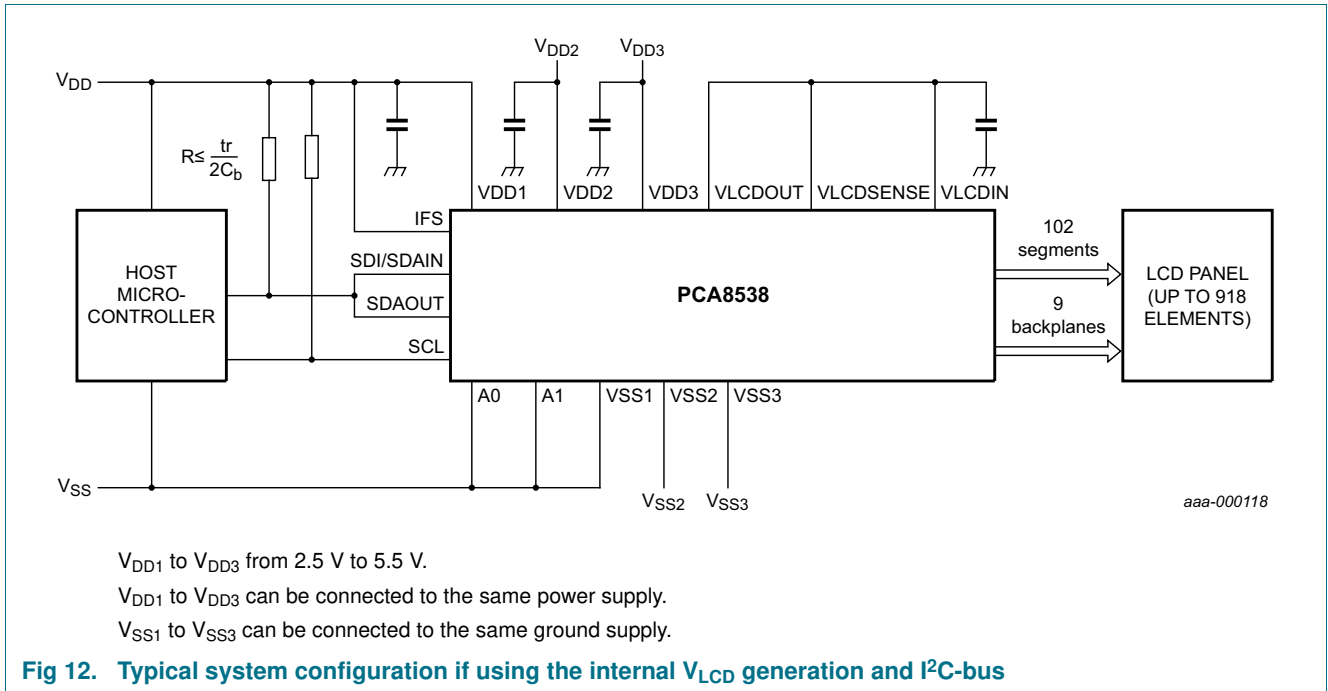 VDD2 VDD3
VDD
R≤ tr
2Cb
VDD1 VDD2 VDD3 VLCDOUT VLCDSENSE VLCDIN
IFS
SDI/SDAIN
SDAOUT
SCL
HOST
MICRO-
CONTROLLER
PCA8538
102
segments
9
backplanes
LCD PANEL
(UP TO 918
ELEMENTS)
A0 A1 VSS1 VSS2 VSS3
VSS
VSS2 VSS3
aaa-000118
VDD1 to VDD3 from 2.5 V to 5.5 V.
VDD1 to VDD3 can be connected to the same power supply.
VSS1 to VSS3 can be connected to the same ground supply.
Fig 12. Typical system configuration if using the internal VLCD generation and I²C-bus